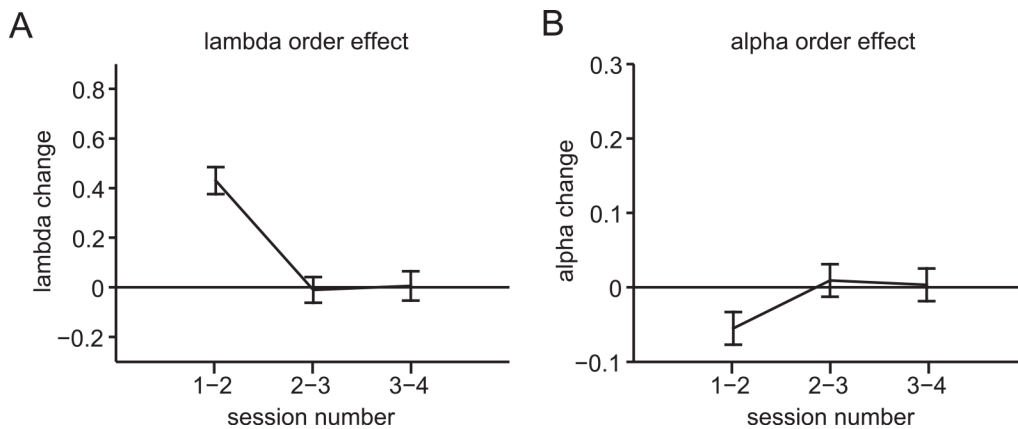 A
lambda order effect
lambda change
0.8
0.6
0.4
0.2
0
−0.2
1−2
2−3
3−4
session number
B
alpha order effect
alpha change
0.3
0.2
0.1
0
−0.1
1−2
2−3
3−4
session number